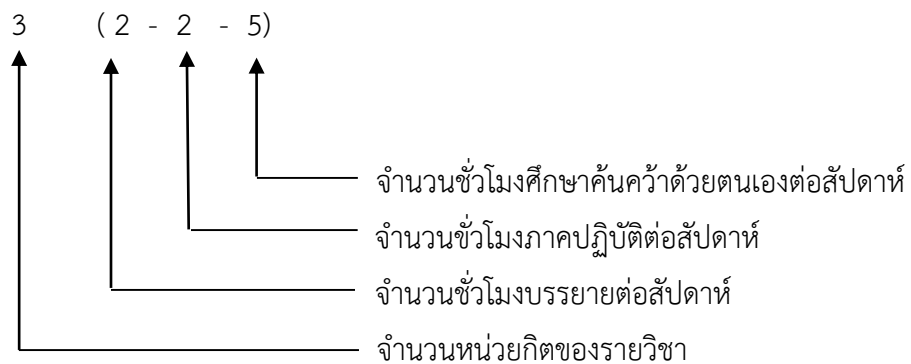 3 (2 - 2 - 5)
จำนวนชั่วโมงศึกษาค้นคว้าด้วยตนเองต่อสัปดาห์
จำนวนขั่วโมงภาคปฏิบัติต่อสัปดาห์
จำนวนชั่วโมงบรรยายต่อสัปดาห์
จำนวนหน่วยกิตของรายวิชา